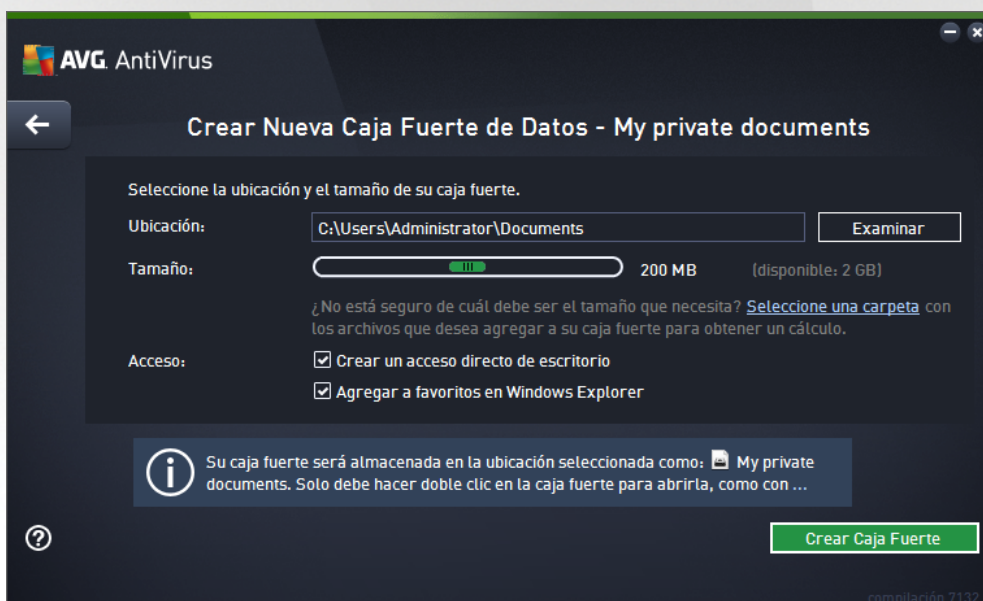 AVG AntiVirus
Crear Nueva Caja Fuerte de Datos - My private documents
Seleccione la ubicación y el tamaño de su caja fuerte.
Ubicación: C:\Users\Administrator\Documents Examinar
Tamaño: 200 MB (disponible: 2 GB)
¿No está seguro de cuál debe ser el tamaño que necesita? Seleccione una carpeta con
los archivos que desea agregar a su caja fuerte para obtener un cálculo.
Acceso: Crear un acceso directo de escritorio
Agregar a favoritos en Windows Explorer
Su caja fuerte será almacenada en la ubicación seleccionada como: My private
documents. Solo debe hacer doble clic en la caja fuerte para abrirla, como con ...
Crear Caja Fuerte
compilación 7132